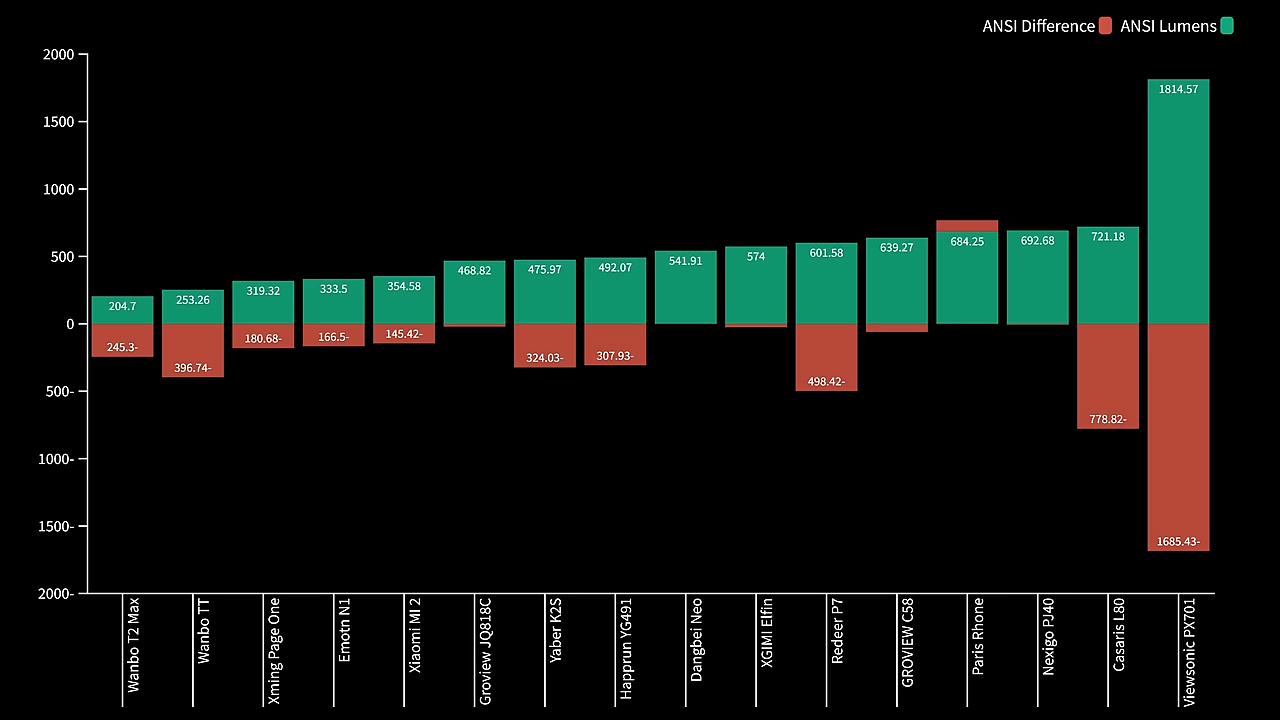 ANSI Difference ANSI Lumens
2000
1500
1000
500
0
500-
1000-
1500-
2000-
204.7
253.26
319.32
333.5
354.58
468.82
475.97
492.07
541.91
574
601.58
639.27
684.25
692.68
721.18
1814.57
245.3-
396.74-
180.68-
166.5-
145.42-
324.03-
307.93-
498.42-
778.82-
1685.43-
Wanbo T2 Max
Wanbo TT
Xming Page One
Emotn N1
Xiaomi MI 2
Groview JQ818C
Yaber K2S
Happrun YG491
Dangbei Neo
XGIMI Elfin
Redeer P7
GROVIEW C58
Paris Rhone
Nexigo PJ40
Casaris L80
Viewsonic PX701